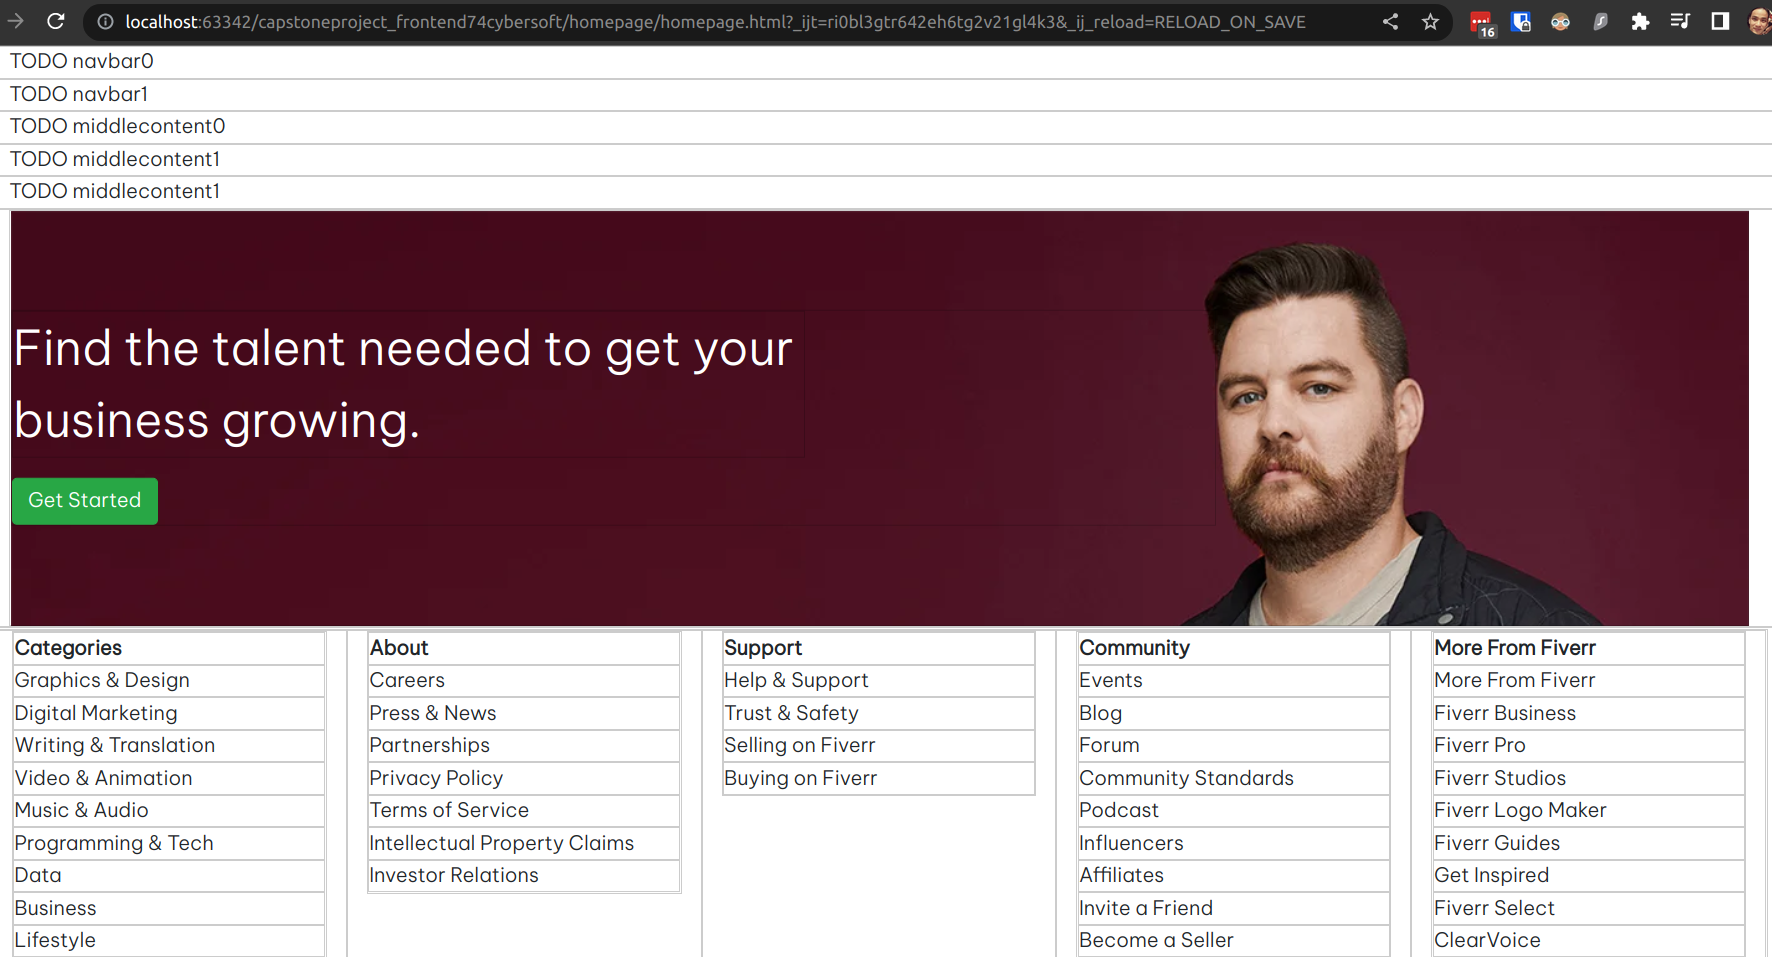 localhost:63342/capstoneproject_frontend74cybersoft/homepage/homepage.html?_ijt=ri0bl3gtr642eh6tg2v21gl4k3&_ij_reload=RELOAD_ON_SAVE
16
TODO navbar0
TODO navbar1
TODO middlecontent0
TODO middlecontent1
TODO middlecontent1
Find the talent needed to get your
business growing.
Get Started
Categories
Graphics & Design
Digital Marketing
Writing & Translation
Video & Animation
Music & Audio
Programming & Tech
Data
Business
Lifestyle
About
Careers
Press & News
Partnerships
Privacy Policy
Terms of Service
Intellectual Property Claims
Investor Relations
Support
Help & Support
Trust & Safety
Selling on Fiverr
Buying on Fiverr
Community
Events
Blog
Forum
Community Standards
Podcast
Influencers
Affiliates
Invite a Friend
Become a Seller
More From Fiverr
More From Fiverr
Fiverr Business
Fiverr Pro
Fiverr Studios
Fiverr Logo Maker
Fiverr Guides
Get Inspired
Fiverr Select
ClearVoice